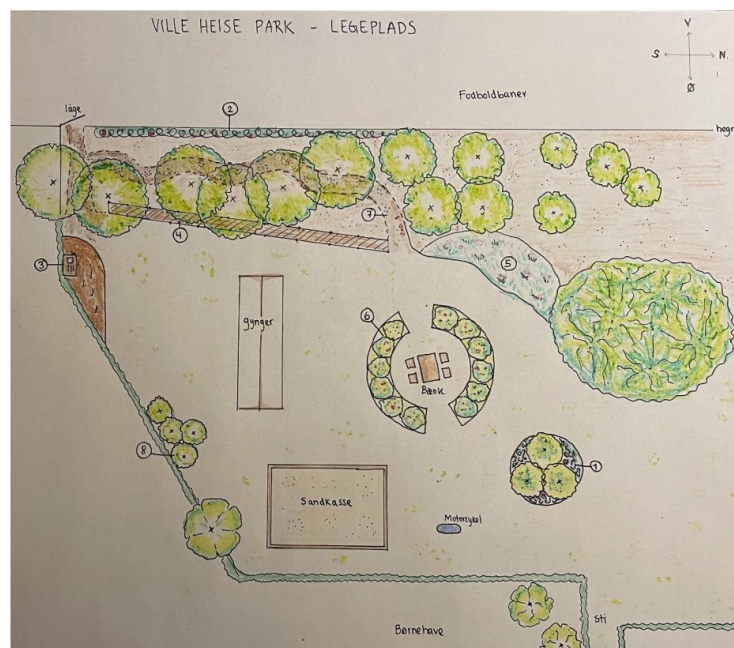 VILLE HEISE PARK - LEGEPLADS
V
S N
Ø
Fodboldbaner
låge
2
hegn
7
4
3
5
gynger
6
Bænk
8
1
Sandkasse
Motorcykel
Børnehave
Sti